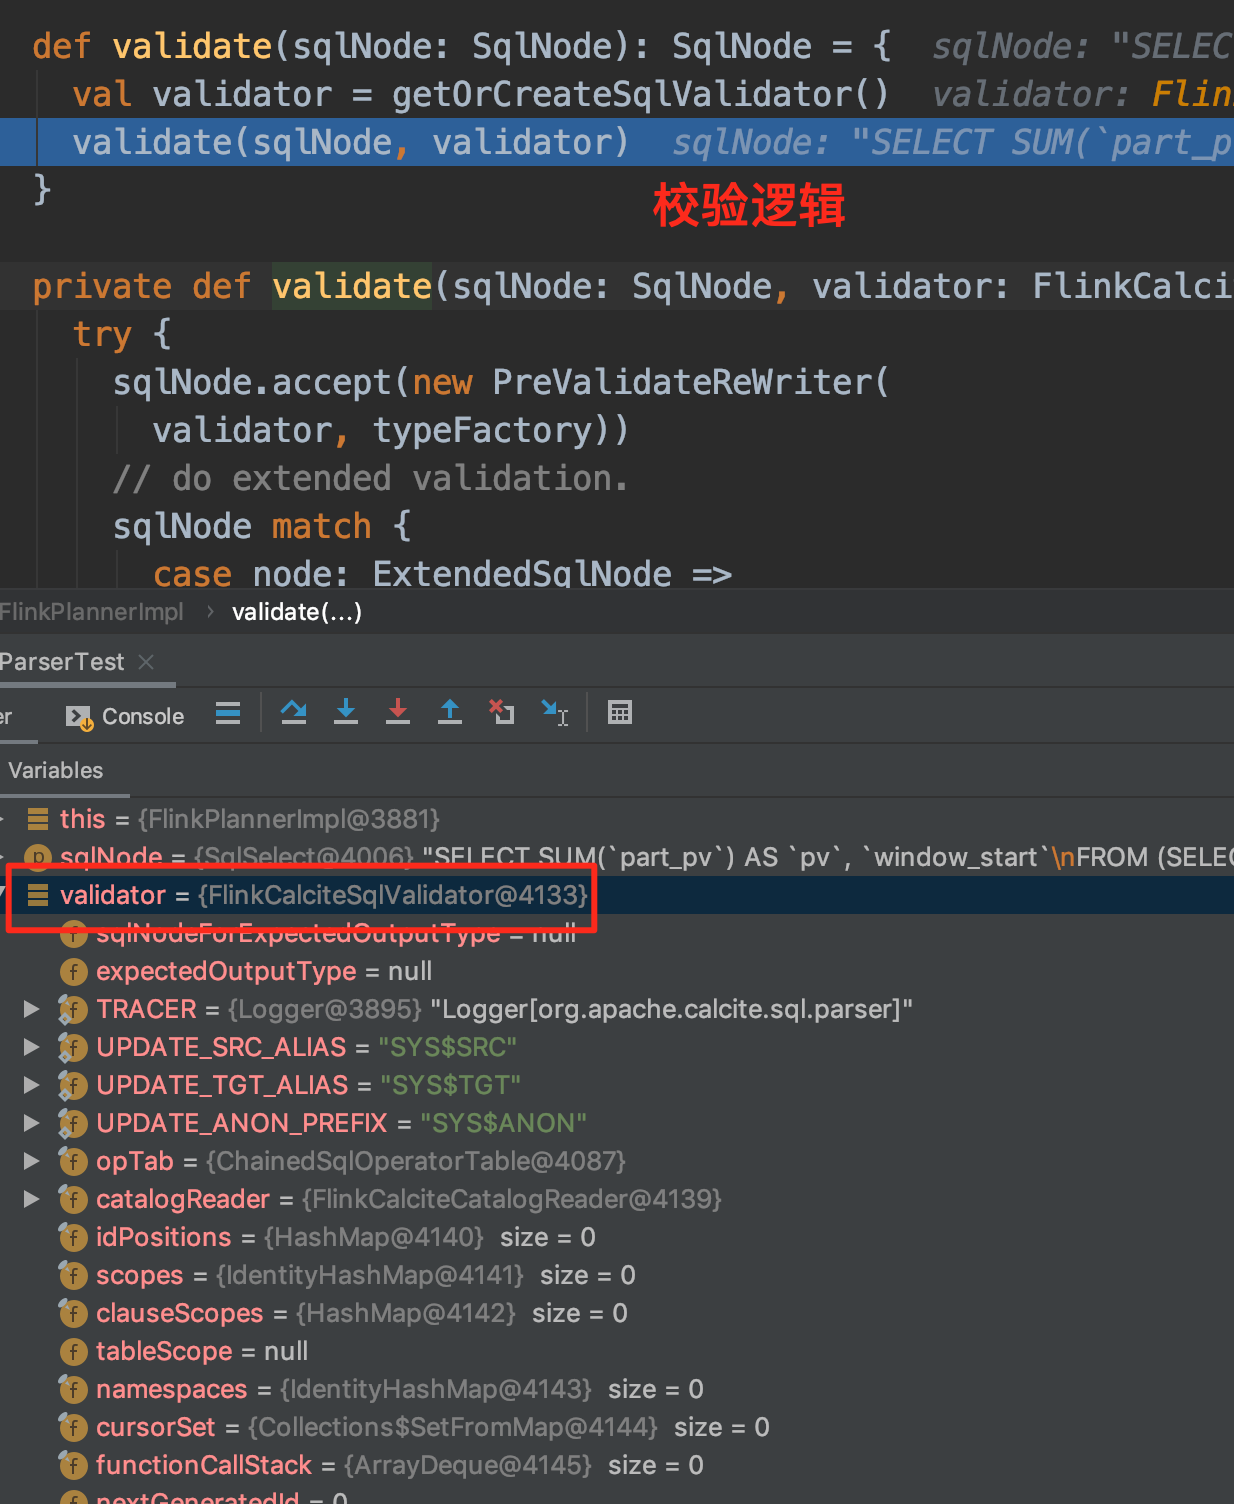 def validate(sqlNode: SqlNode): SqlNode = {  sqlNode: "SELEC
val validator = getOrCreateSqlValidator()  validator: Flin
validate(sqlNode, validator)  sqlNode: "SELECT SUM(`part_p
}
校验逻辑
private def validate(sqlNode: SqlNode, validator: FlinkCalci
try {
sqlNode.accept(new PreValidateReWriter(
validator, typeFactory))
// do extended validation.
sqlNode match {
case node: ExtendedSqlNode =>
FlinkPlannerImpl › validate(...)
ParserTest ×
er Console
Variables
this = {FlinkPlannerImpl@3881}
sqlNode = {SqlSelect@4006} "SELECT SUM(`part_pv`) AS `pv`, `window_start`\nFROM (SELEC
validator = {FlinkCalciteSqlValidator@4133}
sqlNodeForExpectedOutputType = null
expectedOutputType = null
TRACER = {Logger@3895} "Logger[org.apache.calcite.sql.parser]"
UPDATE_SRC_ALIAS = "SYS$SRC"
UPDATE_TGT_ALIAS = "SYS$TGT"
UPDATE_ANON_PREFIX = "SYS$ANON"
opTab = {ChainedSqlOperatorTable@4087}
catalogReader = {FlinkCalciteCatalogReader@4139}
idPositions = {HashMap@4140} size = 0
scopes = {IdentityHashMap@4141} size = 0
clauseScopes = {HashMap@4142} size = 0
tableScope = null
namespaces = {IdentityHashMap@4143} size = 0
cursorSet = {Collections$SetFromMap@4144} size = 0
functionCallStack = {ArrayDeque@4145} size = 0
nextGeneratedId = 0